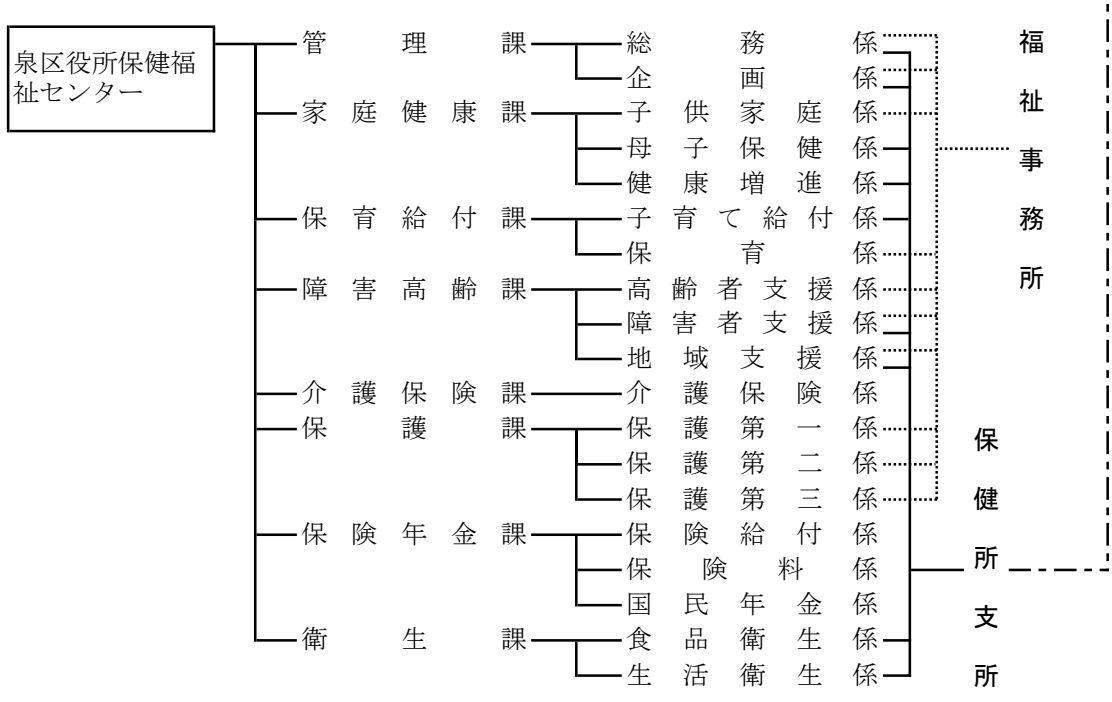 泉区役所保健福
祉センター
管理課
総務係
企画係
家庭健康課
子供家庭係
母子保健係
健康増進係
保育給付課
子育て給付係
保育係
障害高齢課
高齢者支援係
障害者支援係
地域支援係
介護保険課
介護保険係
保護課
保護第一係
保護第二係
保護第三係
保険年金課
保険給付係
保険料係
国民年金係
衛生課
食品衛生係
生活衛生係
福祉事務所
保健所支所